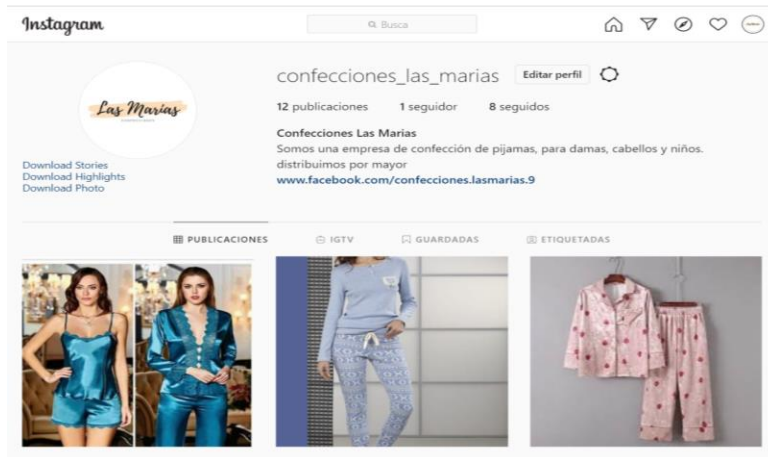 Instagram
Busca
confecciones_las_marias Editar perfil
12 publicaciones 1 seguidor 8 seguidos
Confecciones Las Marias
Somos una empresa de confección de pijamas, para damas, cabellos y niños.
distribuimos por mayor
www.facebook.com/confecciones.lasmarias.9
Las Marías
Download Stories
Download Highlights
Download Photo
PUBLICACIONES IGTV GUARDADAS ETIQUETADAS